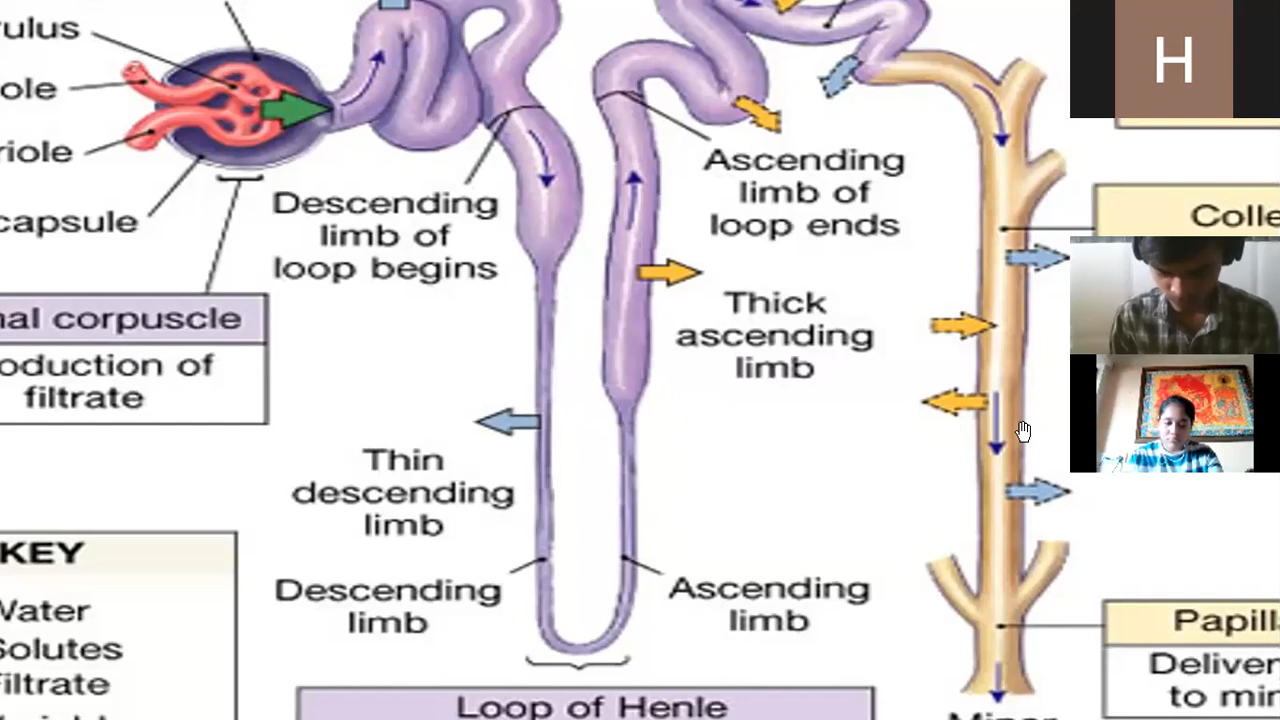 rulus
ole
riole
capsule
nal corpuscle
oduction of
filtrate
Descending
limb of
loop begins
Ascending
limb of
loop ends
Thick
ascending
limb
Thin
descending
limb
Descending
limb
Ascending
limb
Loop of Henle
KEY
Water
Solutes
Filtrate
H
Colle
Papill
Deliver
to min
Minor